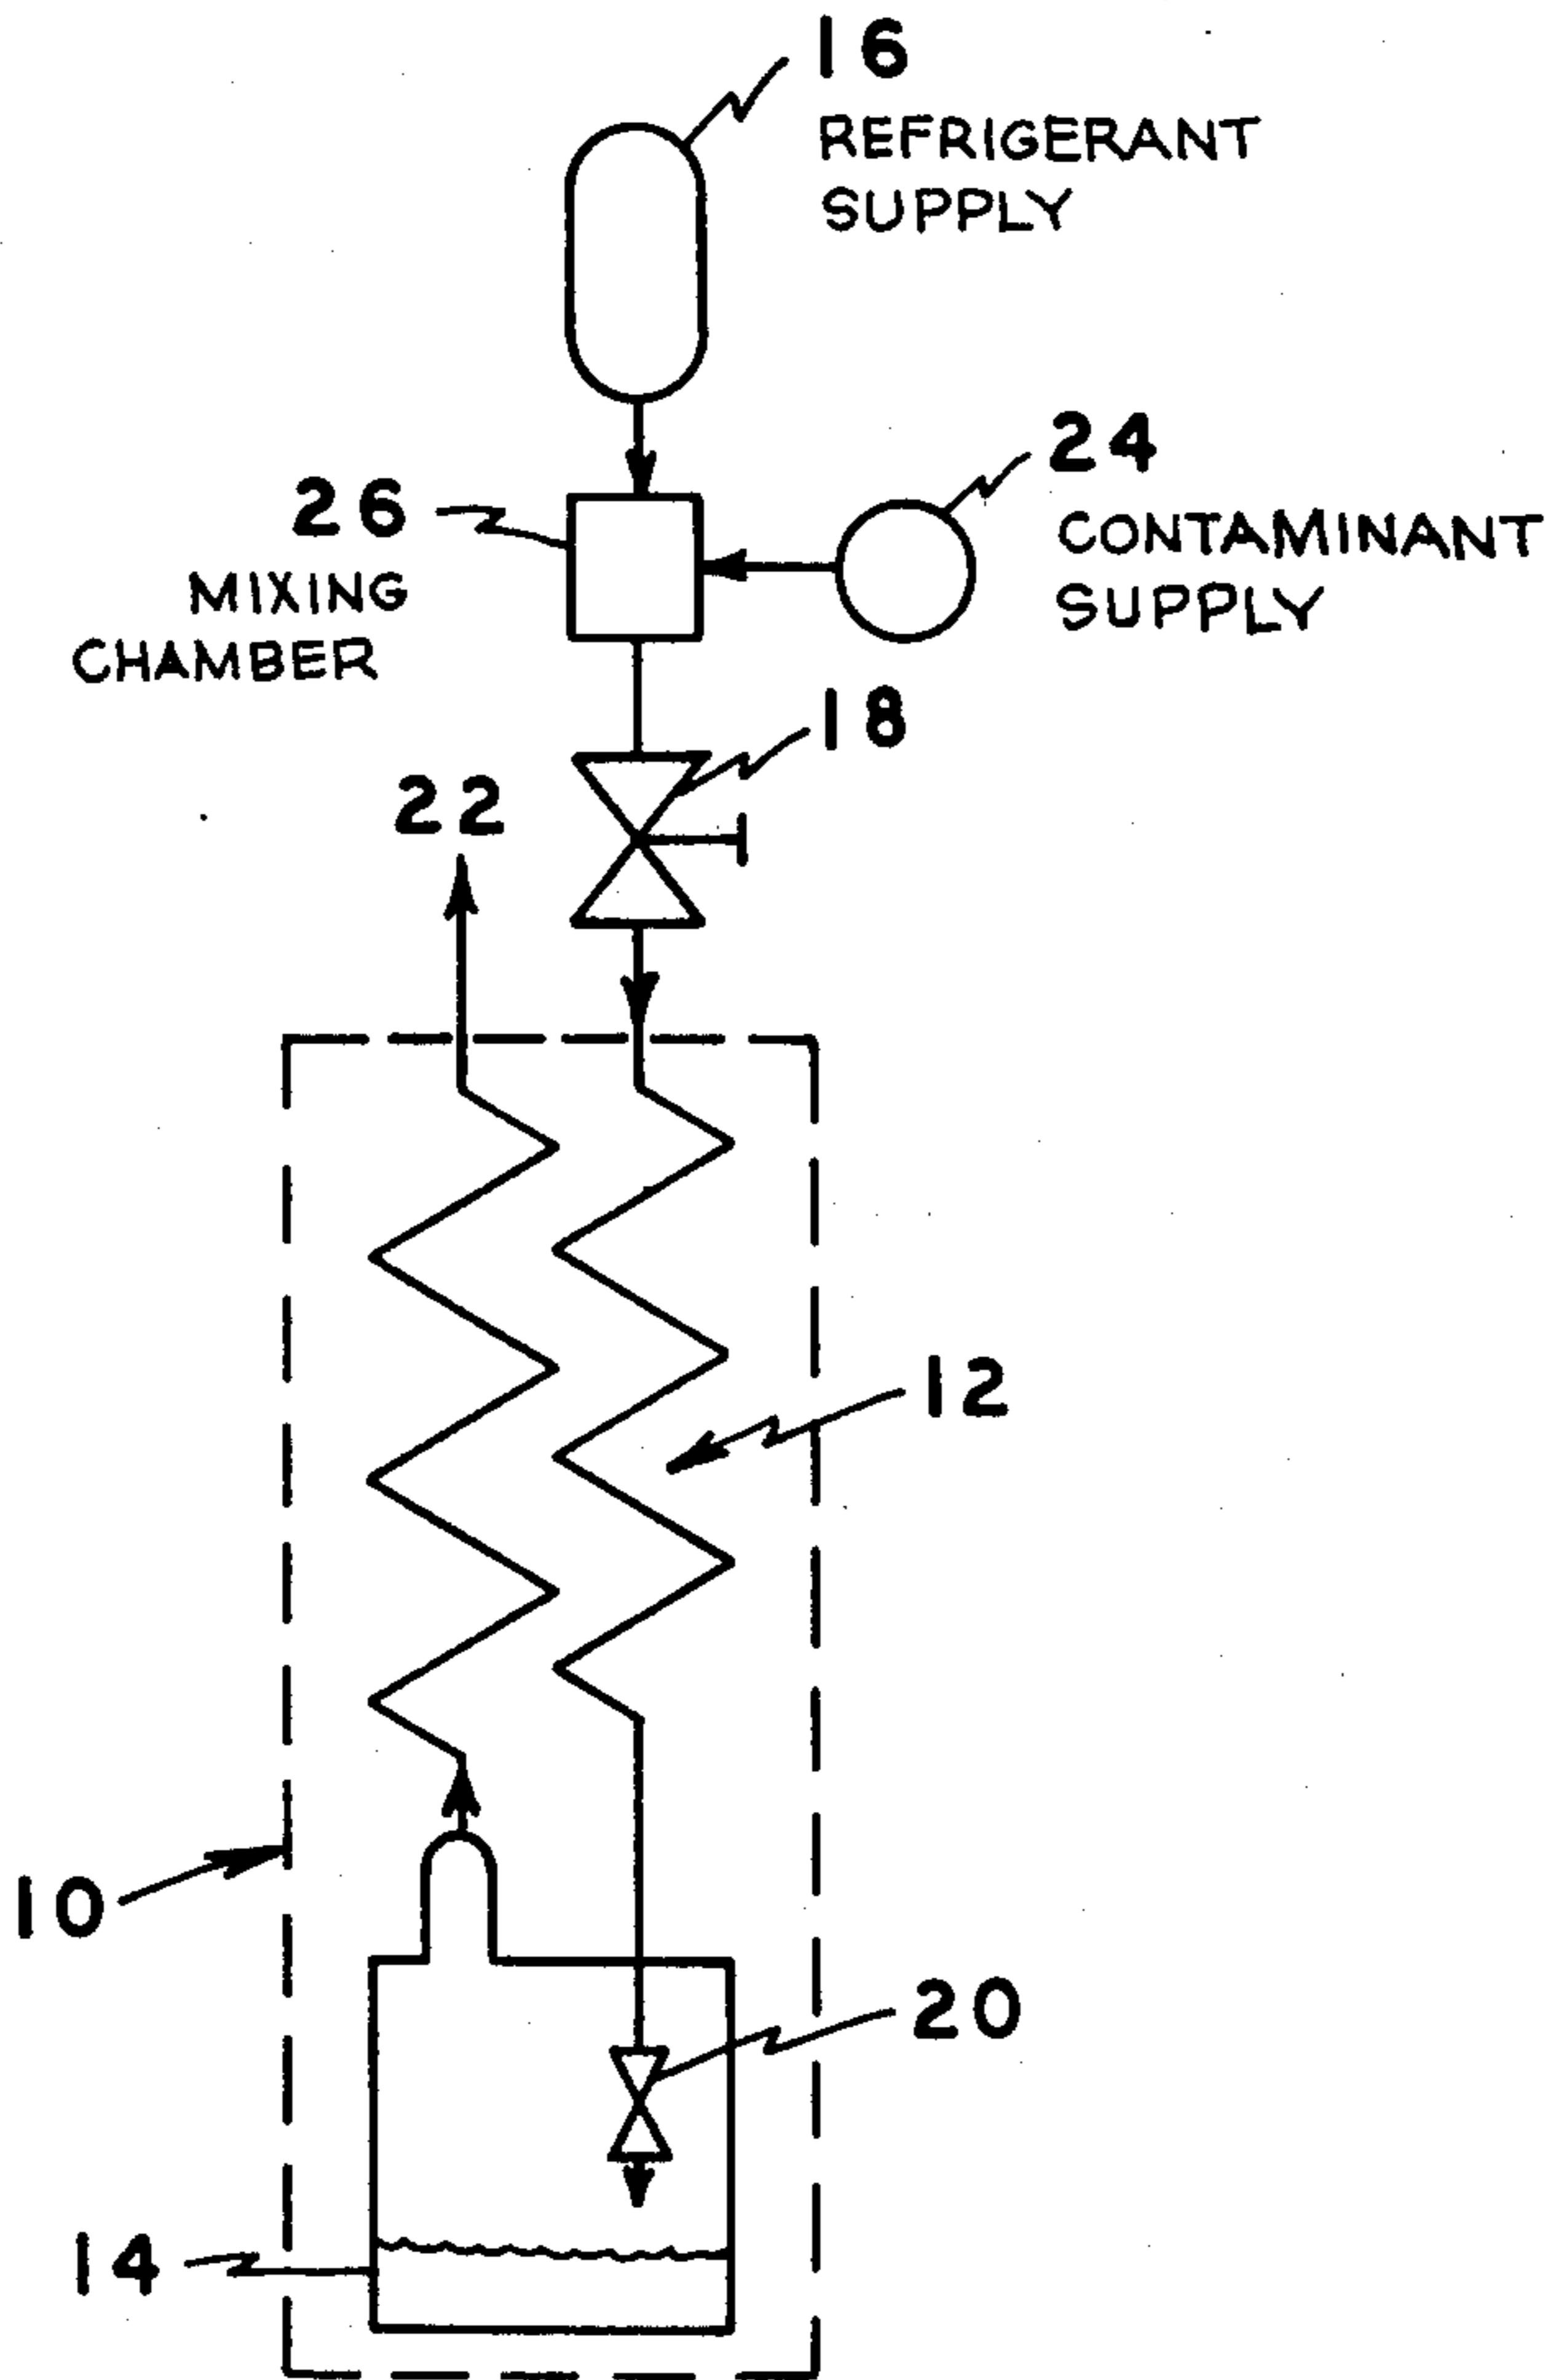 16
REFRIGERANT
SUPPLY
24
CONTAMINANT
SUPPLY
26
MIXING
CHAMBER
18
22
12
10
20
14